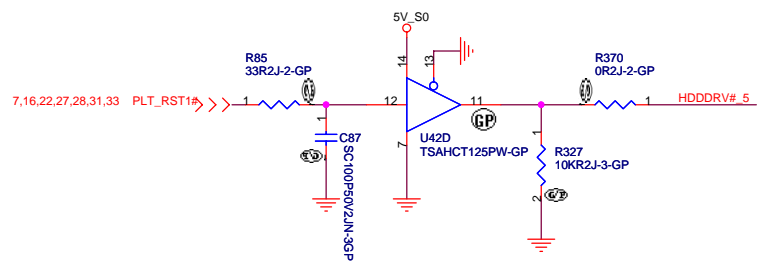 5V_S0
R85
33R2J-2-GP
14
13
R370
0R2J-2-GP
7,16,22,27,28,31,33 PLT_RST1#
1
12
11
1
HDDDRV#_5
GP
1
C87
SC100P50V2JN-3GP
7
U42D
TSAHCT125PW-GP
1
R327
10KR2J-3-GP
2